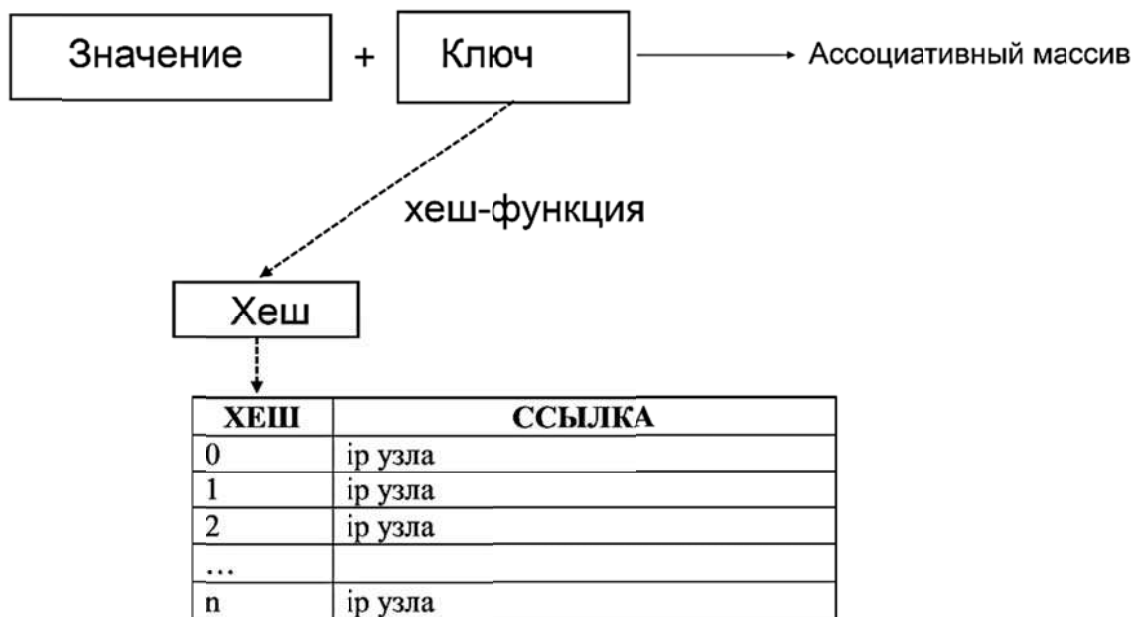 Значение + Ключ Ассоциативный массив
хеш-функция
Хеш
ХЕШ ССЫЛКА
0 ip узла
1 ip узла
2 ip узла
...
n ip узла